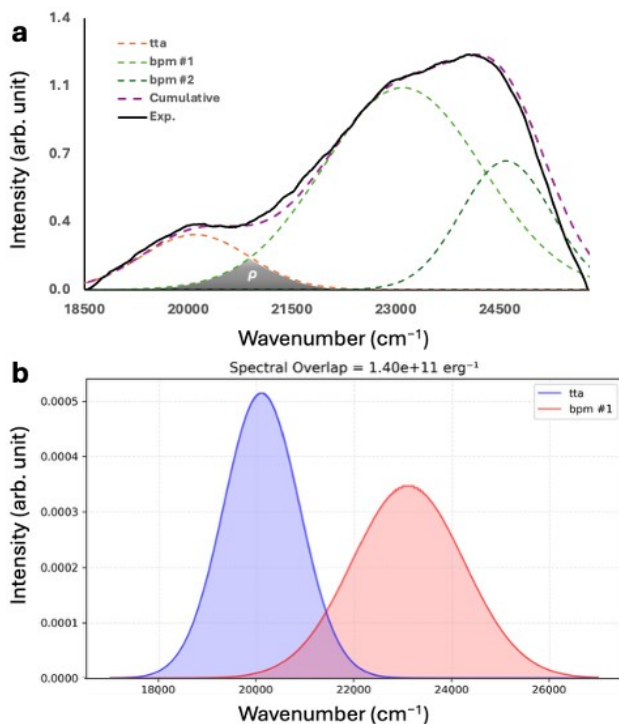 a
1.4
1.1
0.7
0.4
0.0
Intensity (arb. unit)
tta
bpm #1
bpm #2
Cumulative
Exp.
ρ
18500 20000 21500 23000 24500
Wavenumber (cm⁻¹)
b
Spectral Overlap = 1.40e+11 erg⁻¹
0.0005
0.0004
0.0003
0.0002
0.0001
0.0000
Intensity (arb. unit)
tta
bpm #1
18000 20000 22000 24000 26000
Wavenumber (cm⁻¹)